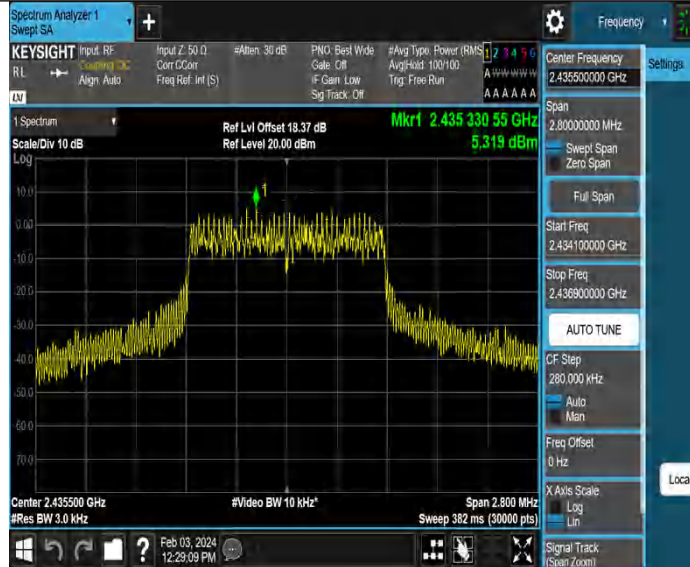 Spectrum Analyzer 1
Swept SA
+
Frequency
KEYSIGHT
RL
Input: RF
Coupling: DC
Align: Auto
Input Z: 50 Ω
Corr CCorr
Freq Ref: Int (S)
#Atten: 30 dB
PNO: Best Wide
Gate: Off
IF Gain: Low
Sig Track: Off
#Avg Type: Power (RMS
Avg|Hold: 100/100
Trig: Free Run
1 2 3 4 5 6
A W W W W W
A A A A A A
1 Spectrum
Scale/Div 10 dB
Log
Ref Lvl Offset 18.37 dB
Ref Level 20.00 dBm
Mkr1 2.435 330 55 GHz
5.319 dBm
1
10.0
0.00
-10.0
-20.0
-30.0
-40.0
-50.0
-60.0
-70.0
Center 2.435500 GHz
#Res BW 3.0 kHz
#Video BW 10 kHz*
Span 2.800 MHz
Sweep 382 ms (30000 pts)
?
Feb 03, 2024
12:29:09 PM
Center Frequency
2.435500000 GHz
Span
2.80000000 MHz
Swept Span
Zero Span
Full Span
Start Freq
2.434100000 GHz
Stop Freq
2.436900000 GHz
AUTO TUNE
CF Step
280.000 kHz
Auto
Man
Freq Offset
0 Hz
X Axis Scale
Log
Lin
Signal Track
(Span Zoom)
Settings
Loca